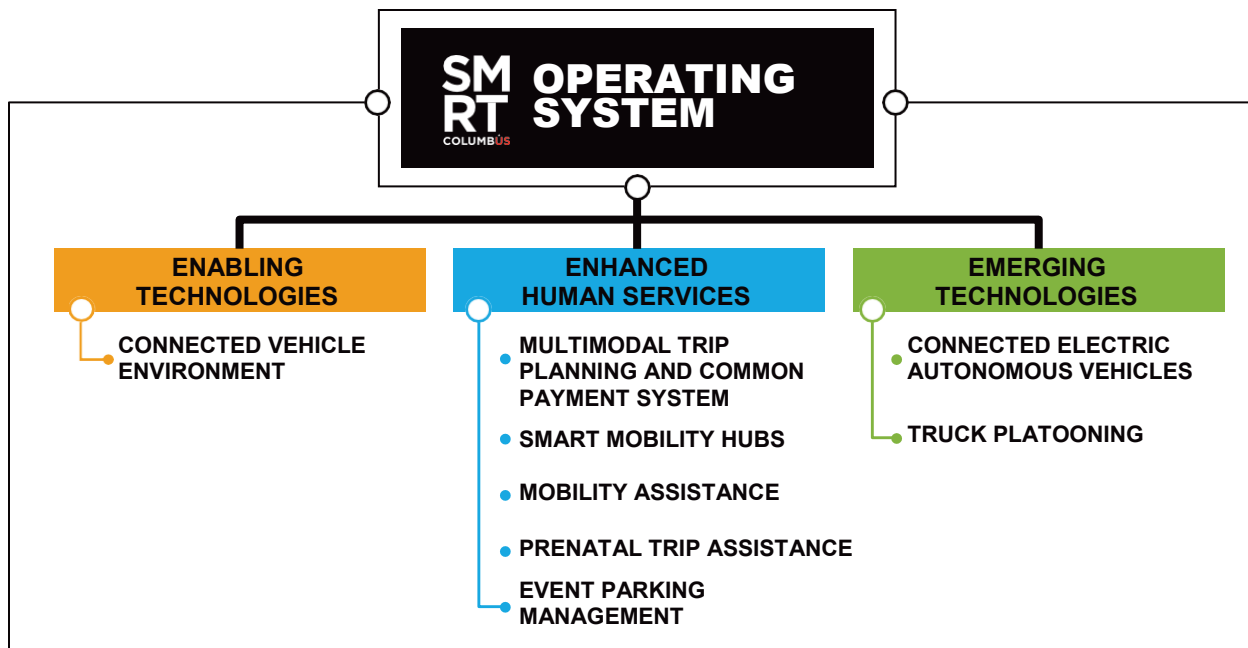 SM
RT
COLUMBUS
OPERATING
SYSTEM
ENABLING
TECHNOLOGIES
CONNECTED VEHICLE
ENVIRONMENT
ENHANCED
HUMAN SERVICES
MULTIMODAL TRIP
PLANNING AND COMMON
PAYMENT SYSTEM
SMART MOBILITY HUBS
MOBILITY ASSISTANCE
PRENATAL TRIP ASSISTANCE
EVENT PARKING
MANAGEMENT
EMERGING
TECHNOLOGIES
CONNECTED ELECTRIC
AUTONOMOUS VEHICLES
TRUCK PLATOONING